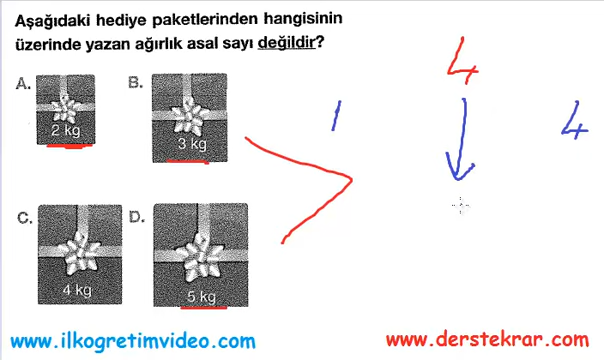 Aşağıdaki hediye paketlerinden hangisinin
üzerinde yazan ağırlık asal sayı değildir?
A. 2 kg
B. 3 kg
C. 4 kg
D. 5 kg
4
1
4
www.ilkogretimvideo.com
www.derstekrar.com